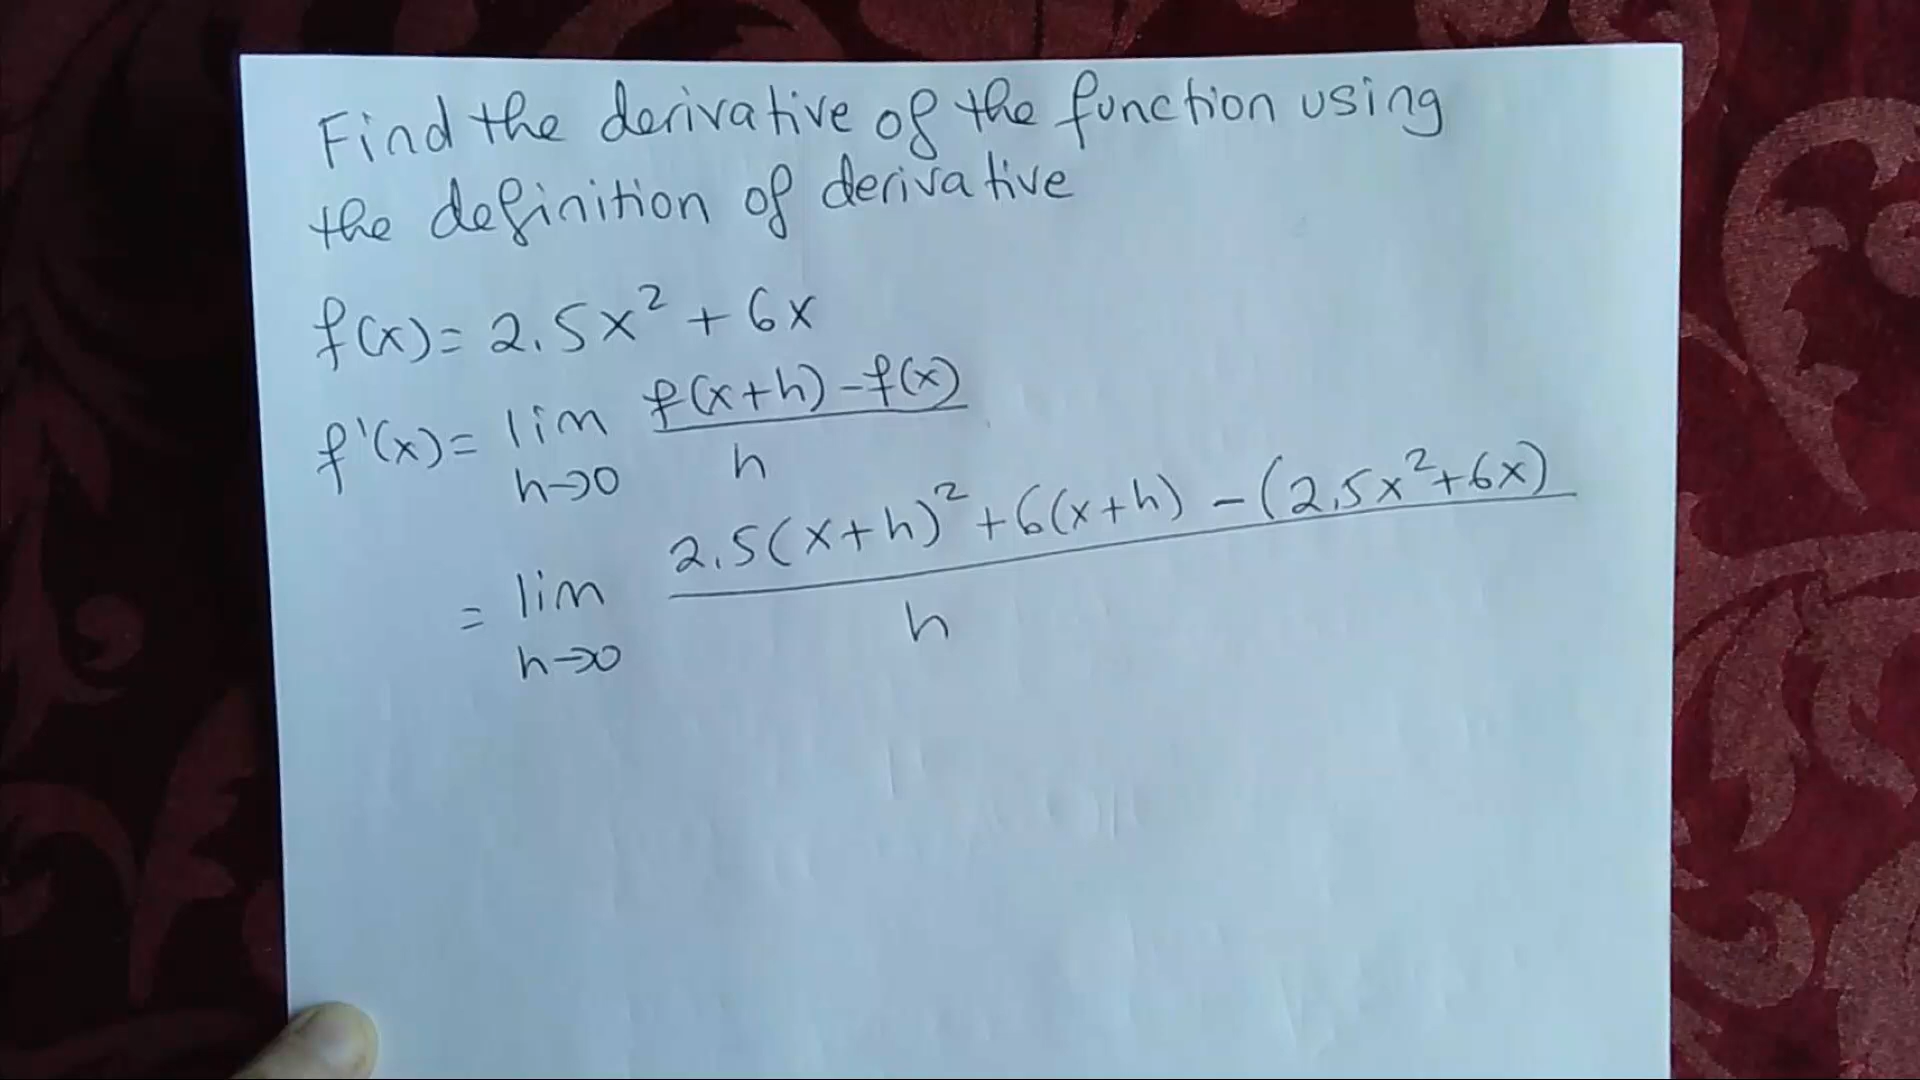 Find the derivative of the function using
the definition of derivative
f(x) = 2.5x² + 6x
f'(x) = lim h→0 f(x+h) - f(x) / h
= lim h→0 2.5(x+h)² + 6(x+h) - (2.5x² + 6x) / h